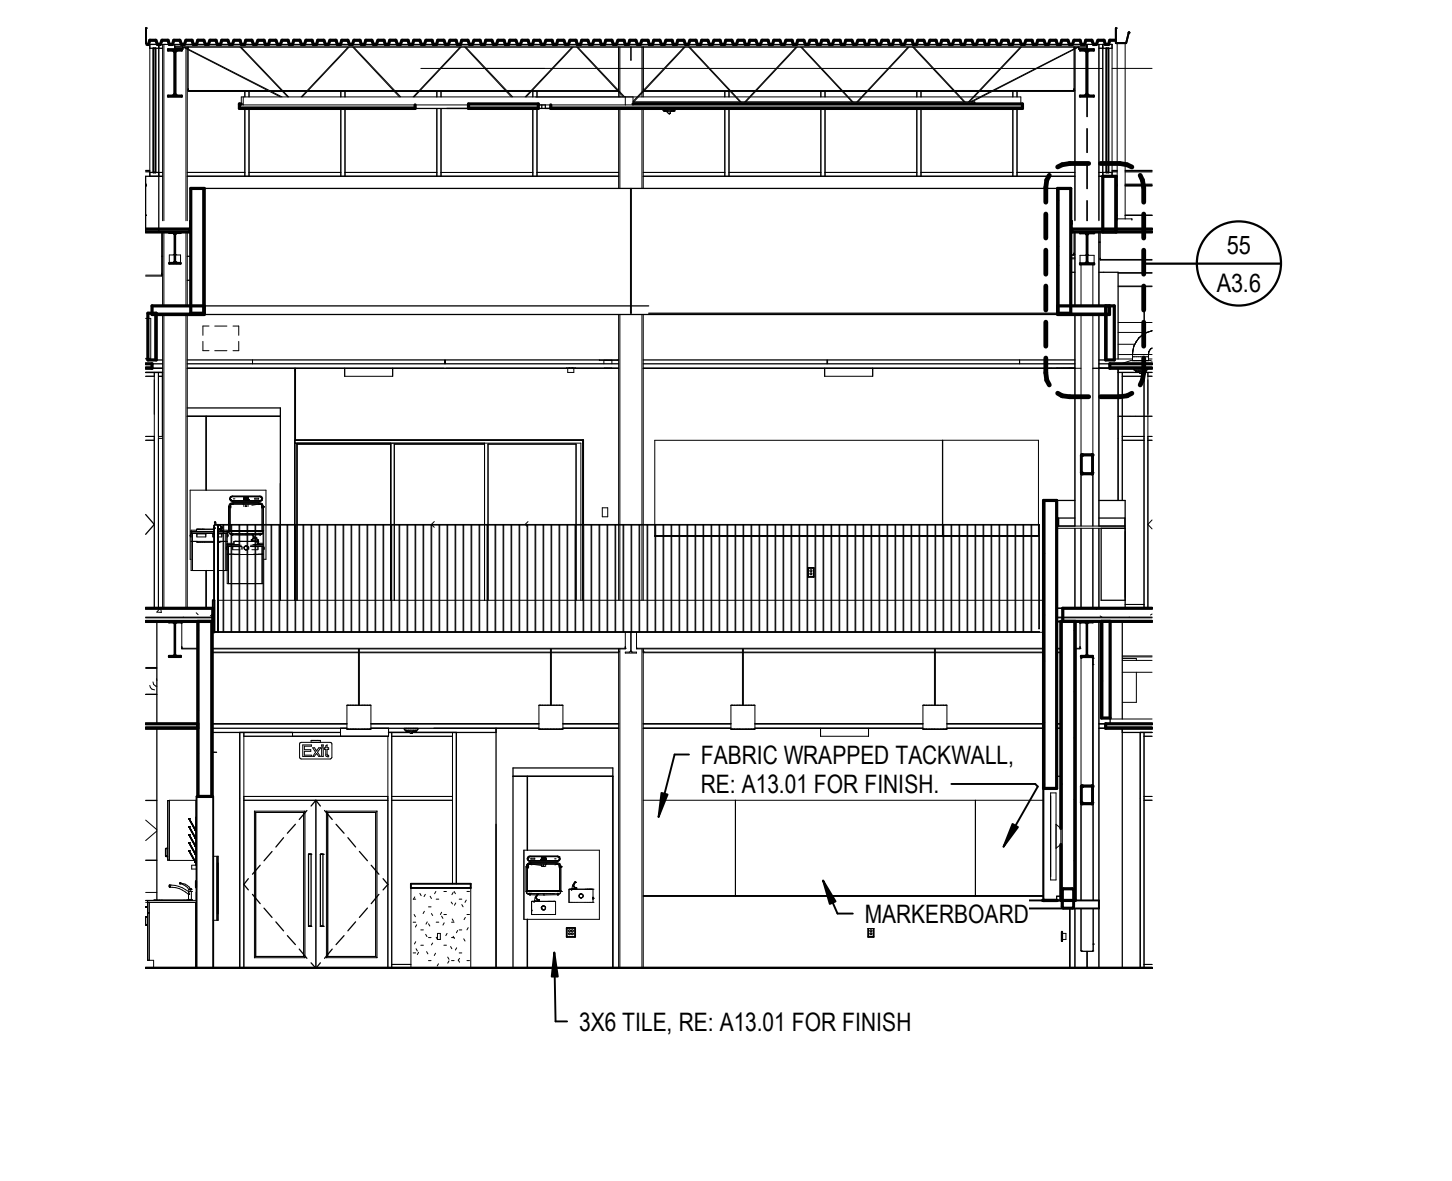 55
A3.6
Exit
FABRIC WRAPPED TACKWALL,
RE: A13.01 FOR FINISH.
MARKERBOARD
3X6 TILE, RE: A13.01 FOR FINISH